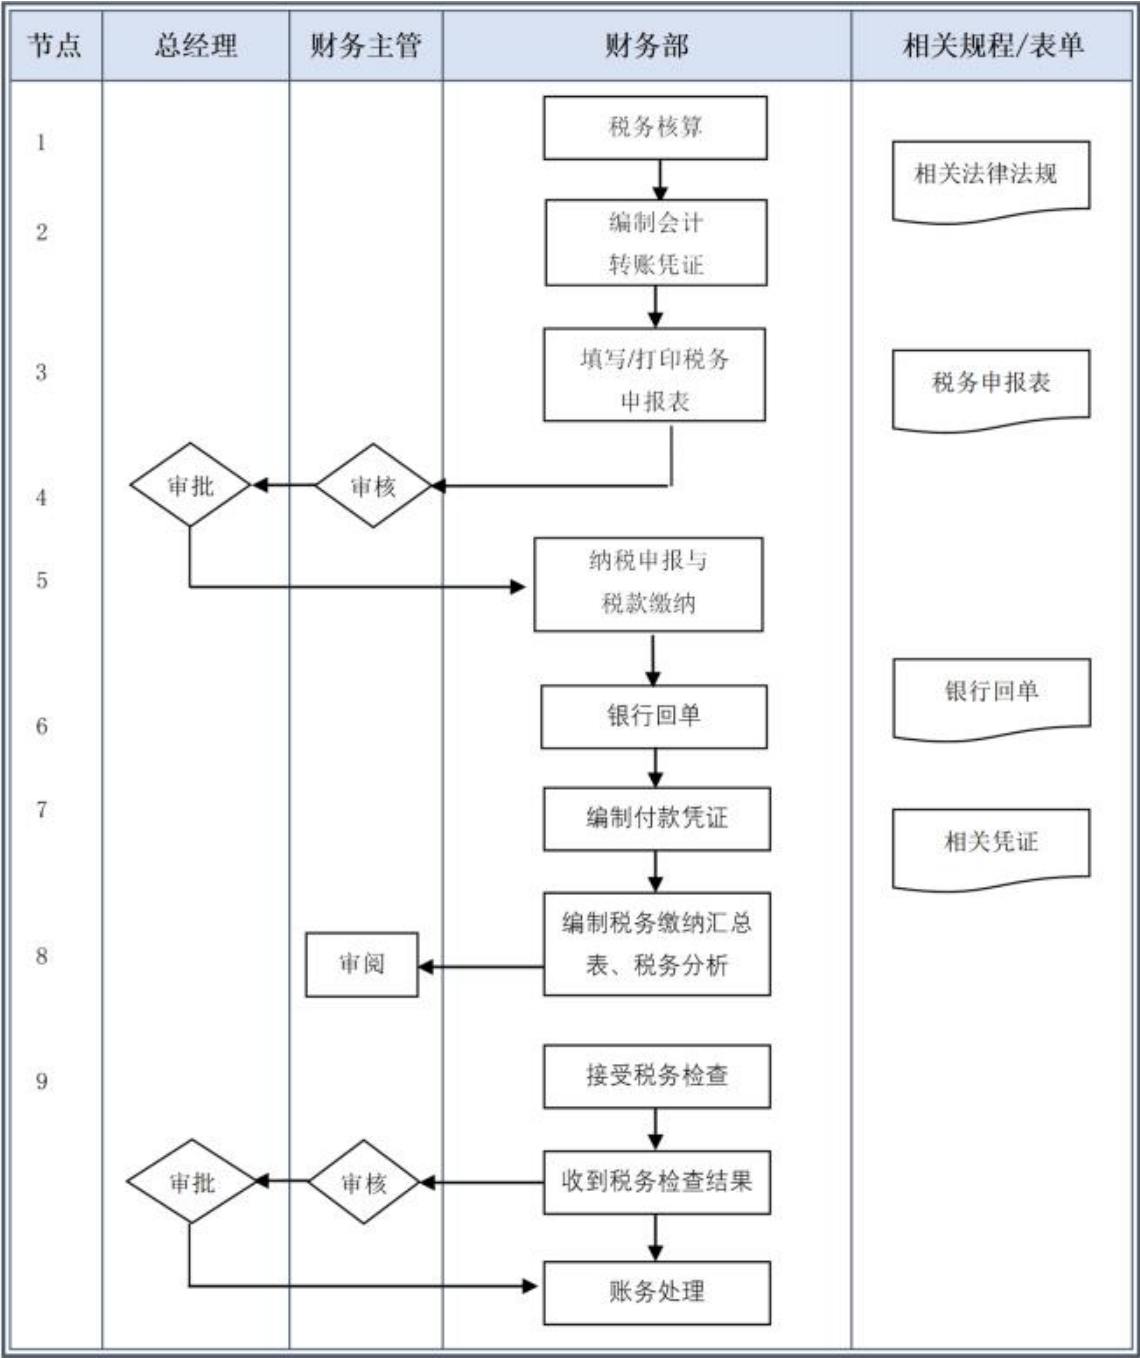 节点 总经理 财务主管 财务部 相关规程/表单
税务核算
1
相关法律法规
编制会计
2
转账凭证
填写/打印税务
3
税务申报表
申报表
审批 审核
4
纳税申报与
5
税款缴纳
银行回单
银行回单
6
7
编制付款凭证
相关凭证
编制税务缴纳汇总
8
审阅
表、税务分析
接受税务检查
9
审批 审核 收到税务检查结果
账务处理